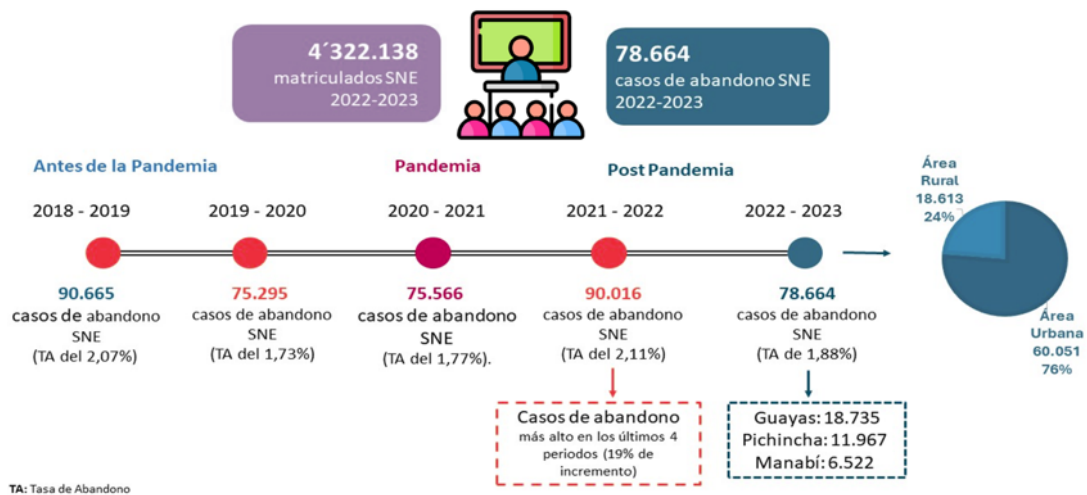 4´322.138
matriculados SNE
2022-2023
78.664
casos de abandono SNE
2022-2023
Antes de la Pandemia
Pandemia
Post Pandemia
2018 - 2019
2019 - 2020
2020 - 2021
2021 - 2022
2022 - 2023
90.665
casos de abandono
SNE
(TA del 2,07%)
75.295
casos de abandono
SNE
(TA del 1,73%)
75.566
casos de abandono
SNE
(TA del 1,77%).
90.016
casos de abandono
SNE
(TA del 2,11%)
78.664
casos de abandono
SNE
(TA de 1,88%)
Casos de abandono
más alto en los últimos 4
periodos (19% de
incremento)
Guayas: 18.735
Pichincha: 11.967
Manabí: 6.522
Área
Rural
18.613
24%
Área
Urbana
60.051
76%
TA: Tasa de Abandono